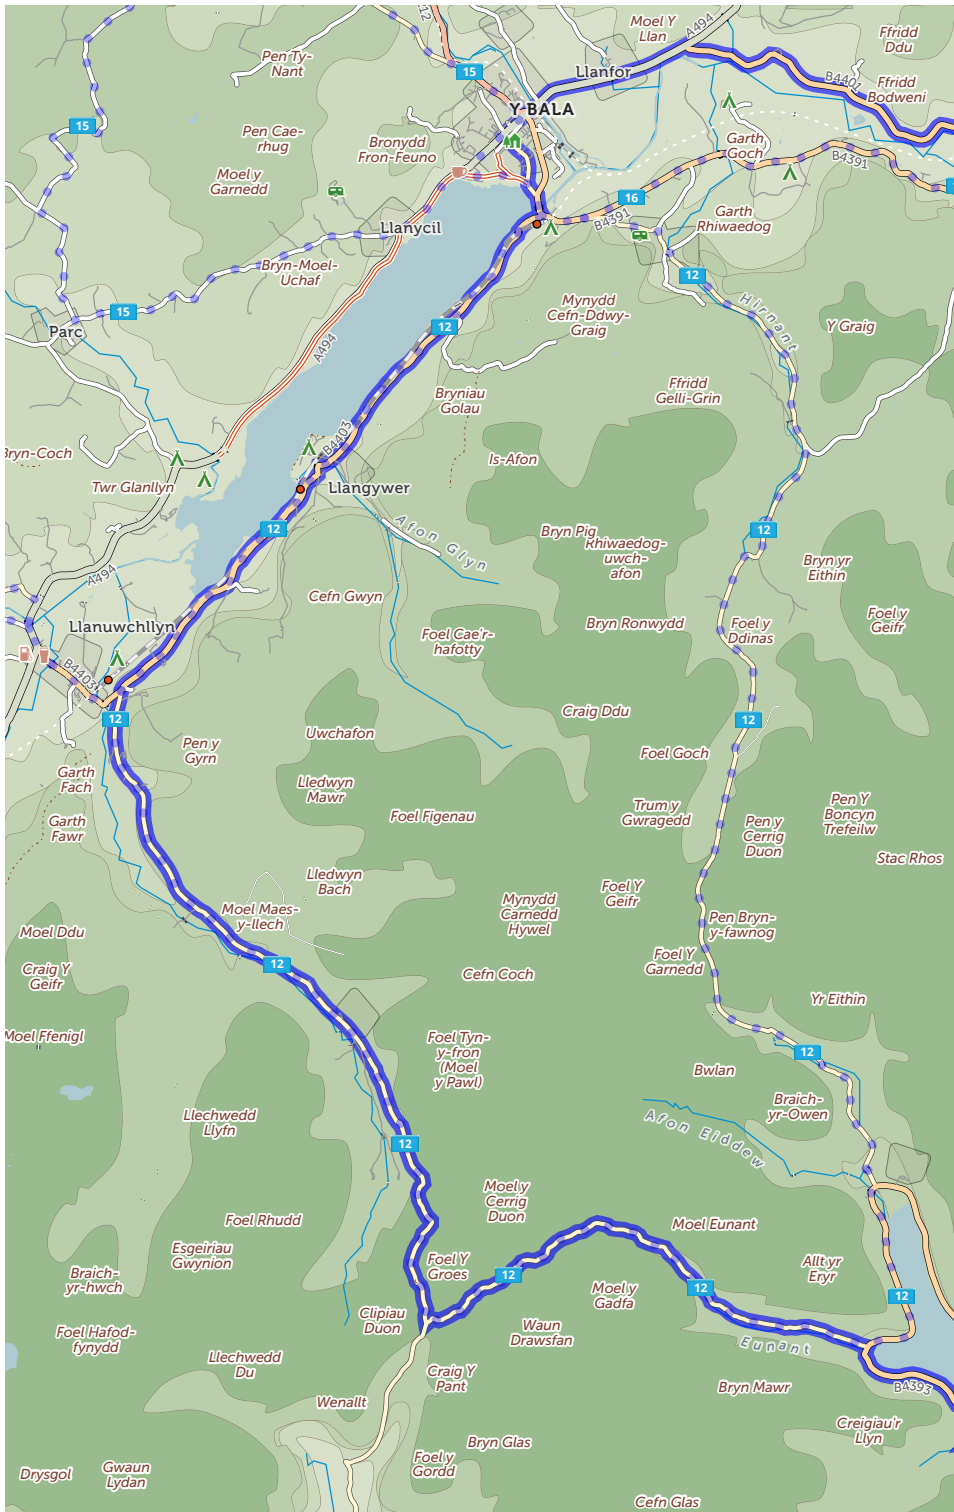 12
Moel Y
Llan
A494
Ffridd
Ddu
Pen Ty-
Nant
15
Llanfor
B4401
Ffridd
Bodweni
Y BALA
15
Pen Cae-
rhug
Bronydd
Fron-Feuno
Garth
Goch
B4391
Moel y
Garnedd
16
Llanycil
B4391
Garth
Rhiwaedog
Bryn-Moel-
Uchaf
12
15
Mynydd
Cefn-Ddwy-
Graig
Hirnant
12
Y Graig
Parc
A494
Ffridd
Gelli-Grin
Bryniau
Golau
B4403
Bryn-Coch
Is-Afon
Twr Glanllyn
Llangywer
12
Afon Glyn
12
Bryn Pig
Rhiwaedog-
uwch-
afon
Bryn yr
Eithin
A494
Cefn Gwyn
Foel y
Geifr
Llanuwchllyn
Foel Cae'r-
hafotty
Bryn Ronwydd
Foel y
Ddinas
B4403
12
Craig Ddu
12
Uwchafon
Pen y
Gyrn
Foel Goch
Garth
Fach
Lledwyn
Mawr
Trum y
Gwragedd
Pen Y
Boncyn
Trefeilw
Foel Figenau
Garth
Fawr
Pen y
Cerrig
Duon
Stac Rhos
Lledwyn
Bach
Foel Y
Geifr
Moel Maes-
y-llech
Mynydd
Carnedd
Hywel
Pen Bryn-
y-fawnog
Moel Ddu
12
Craig Y
Geifr
Cefn Coch
Foel Y
Garnedd
Yr Eithin
Moel Ffenigl
Foel Tyn-
y-fron
(Moel
y Pawl)
12
Bwlan
Braich-
yr-Owen
Llechwedd
Llyfn
Afon Eiddew
12
Moel y
Cerrig
Duon
Foel Rhudd
Moel Eunant
Esgeiriau
Gwynion
Foel Y
Groes
12
Allt yr
Eryr
Braich-
yr-hwch
12
Moel y
Gadfa
12
Clipiau
Duon
Foel Hafod-
fynydd
Waun
Drawsfan
Eunant
Llechwedd
Du
Craig Y
Pant
Bryn Mawr
B4393
Wenallt
Creigiau'r
Llyn
Bryn Glas
Drysgol
Gwaun
Lydan
Foel y
Gordd
Cefn Glas